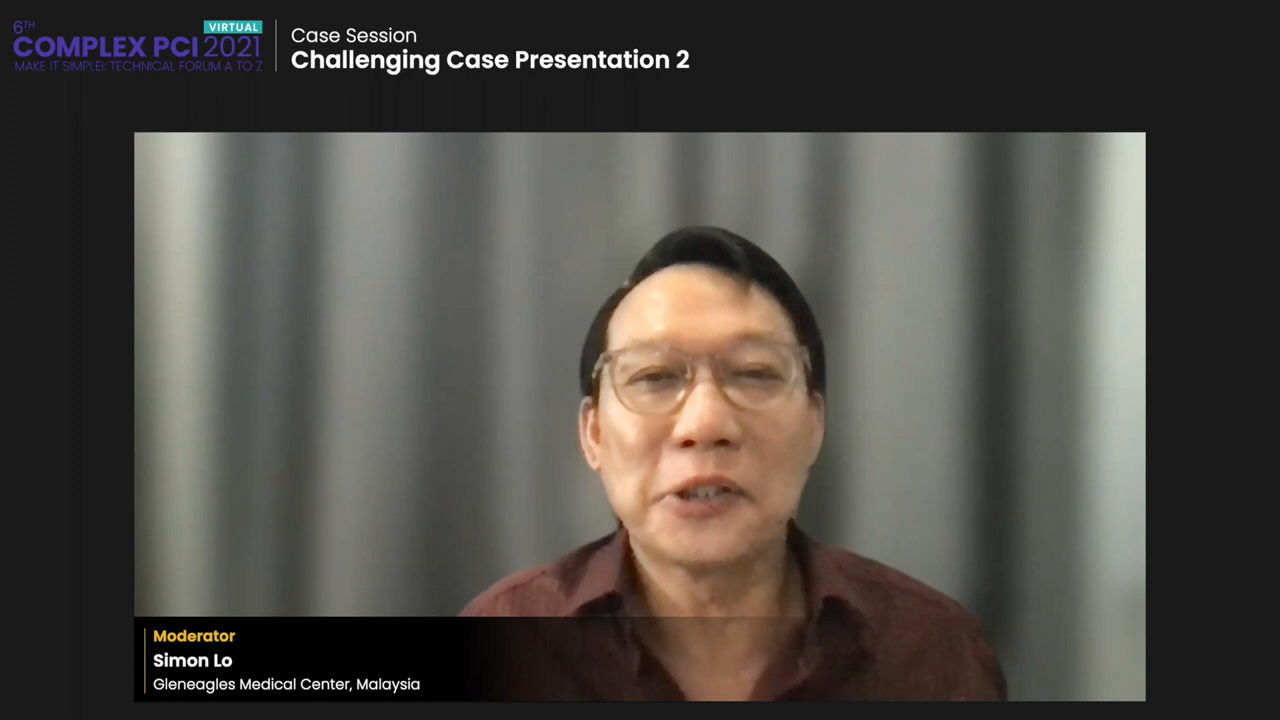 6TH
VIRTUAL
COMPLEX PCI 2021
MAKE IT SIMPLE!: TECHNICAL FORUM A TO Z
Case Session
Challenging Case Presentation 2
Moderator
Simon Lo
Gleneagles Medical Center, Malaysia